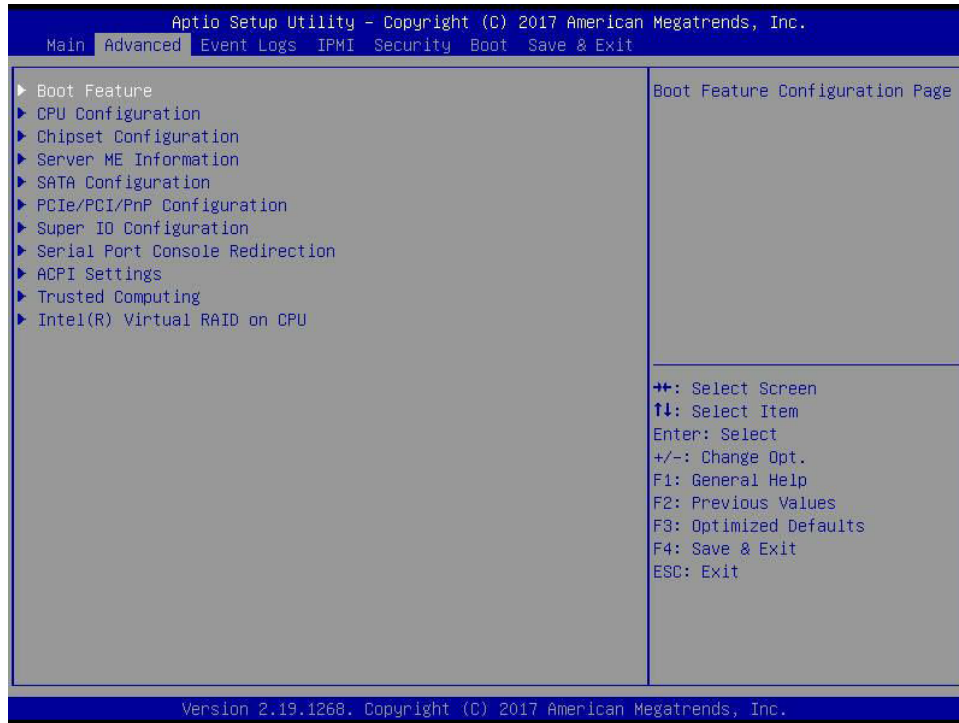 Aptio Setup Utility – Copyright (C) 2017 American Megatrends, Inc.
Main Advanced Event Logs IPMI Security Boot Save & Exit
▶ Boot Feature
▶ CPU Configuration
▶ Chipset Configuration
▶ Server ME Information
▶ SATA Configuration
▶ PCIe/PCI/PnP Configuration
▶ Super IO Configuration
▶ Serial Port Console Redirection
▶ ACPI Settings
▶ Trusted Computing
▶ Intel(R) Virtual RAID on CPU
Boot Feature Configuration Page
→←: Select Screen
↑↓: Select Item
Enter: Select
+/-: Change Opt.
F1: General Help
F2: Previous Values
F3: Optimized Defaults
F4: Save & Exit
ESC: Exit
Version 2.19.1268. Copyright (C) 2017 American Megatrends, Inc.